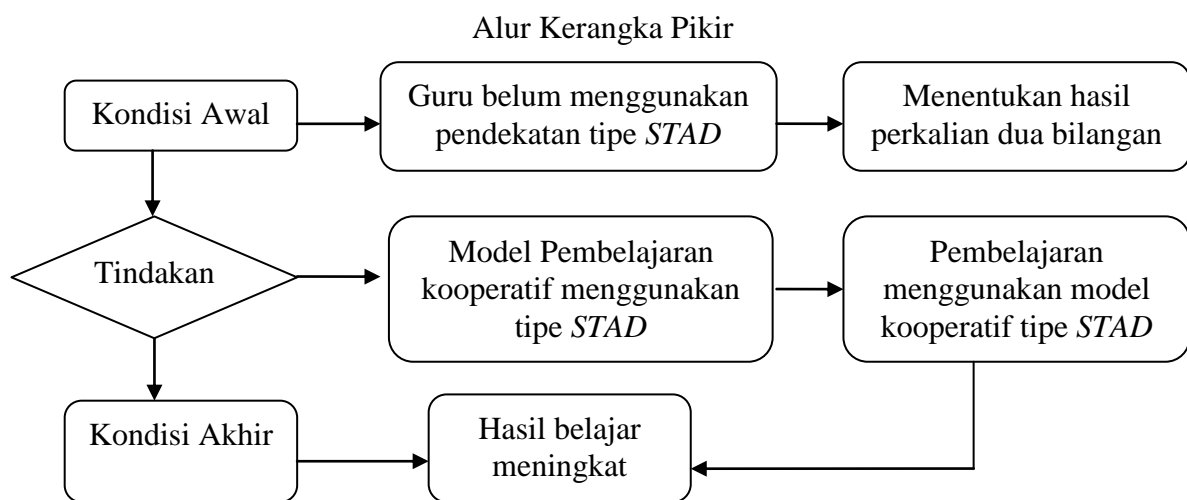 Alur Kerangka Pikir
Kondisi Awal
Guru belum menggunakan
pendekatan tipe STAD
Menentukan hasil
perkalian dua bilangan
Tindakan
Model Pembelajaran
kooperatif menggunakan
tipe STAD
Pembelajaran
menggunakan model
kooperatif tipe STAD
Kondisi Akhir
Hasil belajar
meningkat